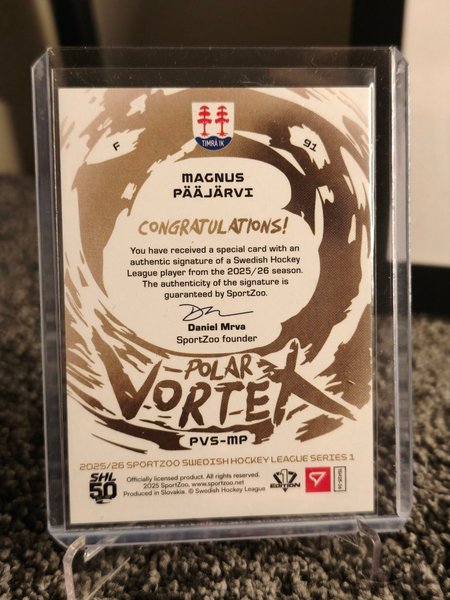 TIMRÅ IK
F
91
MAGNUS
PÄÄJÄRVI
CONGRATULATIONS!
You have received a special card with an
authentic signature of a Swedish Hockey
League player from the 2025/26 season.
The authenticity of the signature is
guaranteed by SportZoo.
Daniel Mrva
SportZoo founder
POLAR
VORTEX
PVS-MP
2025/26 SPORTZOO SWEDISH HOCKEY LEAGUE SERIES 1
SHL
50
Officially licensed product. All rights reserved.
2025 SportZoo, www.sportzoo.net
Produced in Slovakia. © Swedish Hockey League
EDITION